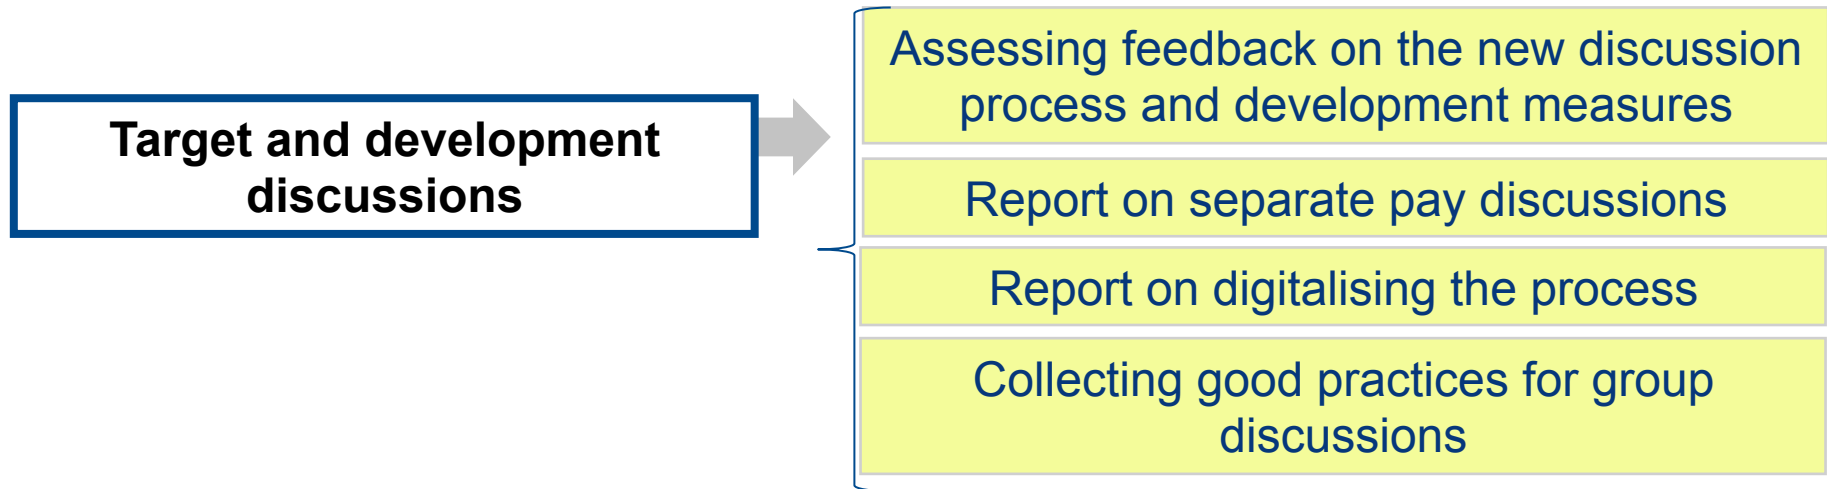 Target and development
discussions
Assessing feedback on the new discussion
process and development measures
Report on separate pay discussions
Report on digitalising the process
Collecting good practices for group
discussions